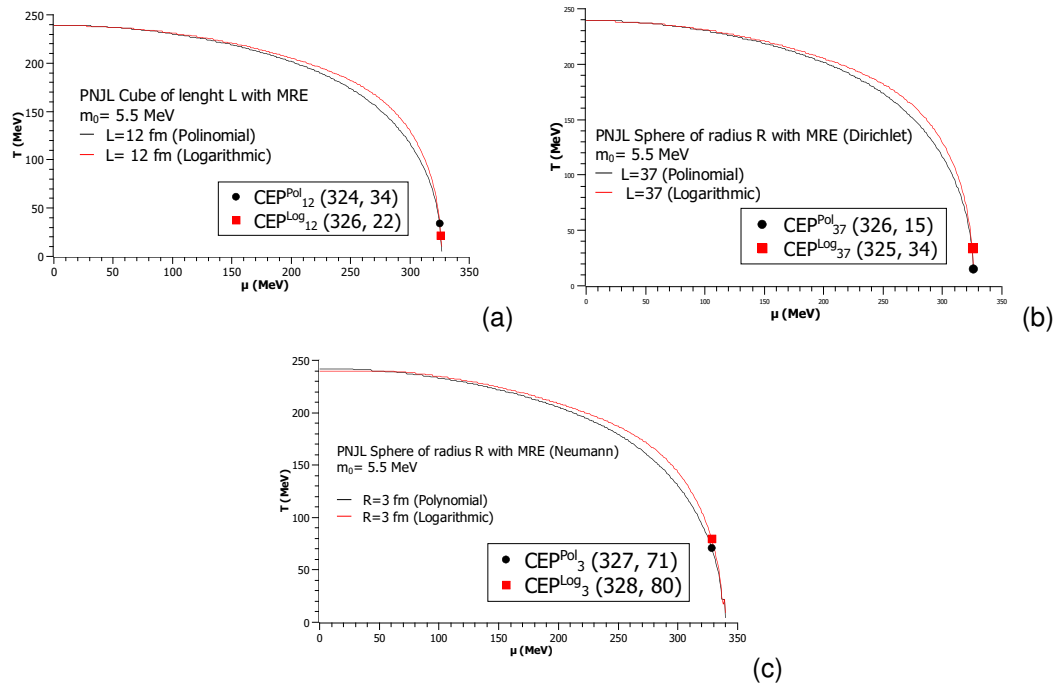 250
200
150
100
50
0
T (MeV)
PNJL Cube of lenght L with MRE
m0= 5.5 MeV
L=12 fm (Polinomial)
L= 12 fm (Logarithmic)
CEP^Pol_12 (324, 34)
CEP^Log_12 (326, 22)
0 50 100 150 200 250 300 350
μ (MeV)
(a)
250
200
150
100
50
0
T (MeV)
PNJL Sphere of radius R with MRE (Dirichlet)
m0= 5.5 MeV
L=37 (Polinomial)
L=37 (Logarithmic)
CEP^Pol_37 (326, 15)
CEP^Log_37 (325, 34)
0 50 100 150 200 250 300 350
μ (MeV)
(b)
250
200
150
100
50
0
T (MeV)
PNJL Sphere of radius R with MRE (Neumann)
m0= 5.5 MeV
R=3 fm (Polynomial)
R=3 fm (Logarithmic)
CEP^Pol_3 (327, 71)
CEP^Log_3 (328, 80)
0 50 100 150 200 250 300 350
μ (MeV)
(c)